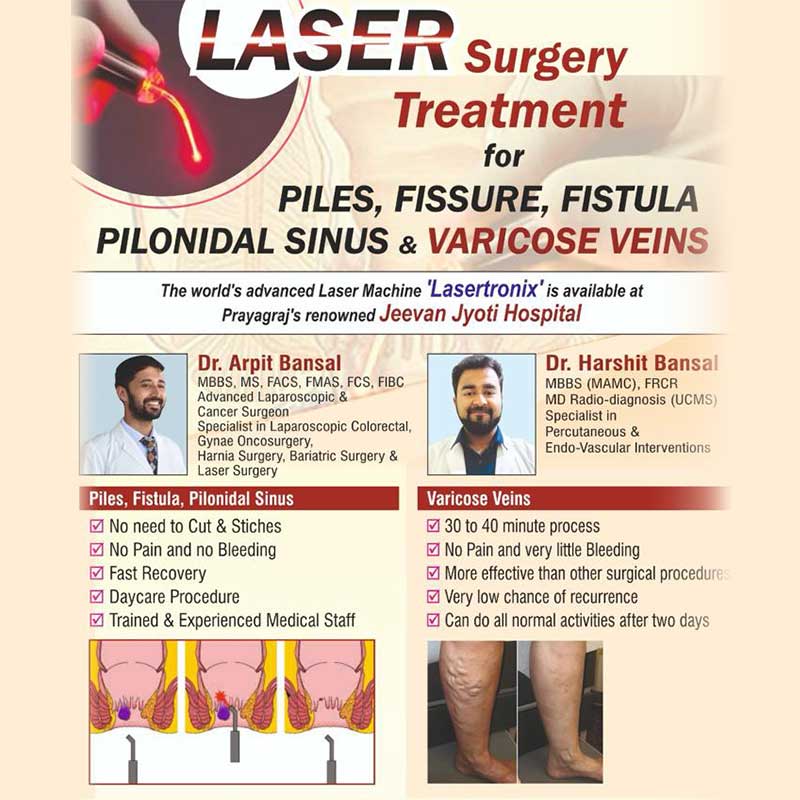 LASER Surgery
Treatment
for
PILES, FISSURE, FISTULA
PILONIDAL SINUS & VARICOSE VEINS
The world's advanced Laser Machine 'Lasertronix' is available at
Prayagraj's renowned Jeevan Jyoti Hospital
Dr. Arpit Bansal
MBBS, MS, FACS, FMAS, FCS, FIBC
Advanced Laparoscopic &
Cancer Surgeon
Specialist in Laparoscopic Colorectal,
Gynae Oncosurgery,
Harnia Surgery, Bariatric Surgery &
Laser Surgery
Dr. Harshit Bansal
MBBS (MAMC), FRCR
MD Radio-diagnosis (UCMS)
Specialist in
Percutaneous &
Endo-Vascular Interventions
Piles, Fistula, Pilonidal Sinus
No need to Cut & Stiches
No Pain and no Bleeding
Fast Recovery
Daycare Procedure
Trained & Experienced Medical Staff
Varicose Veins
30 to 40 minute process
No Pain and very little Bleeding
More effective than other surgical procedures
Very low chance of recurrence
Can do all normal activities after two days